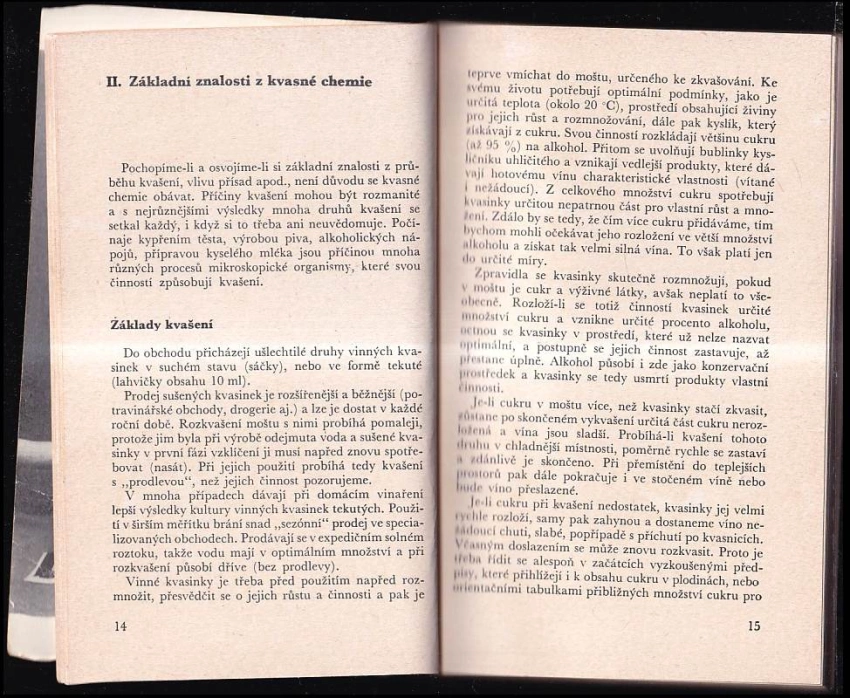 II. Základní znalosti z kvasné chemie
Pochopíme-li a osvojíme-li si základní znalosti z prů-
běhu kvašení, vlivu přísad apod., není důvodu se kvasné
chemie obávat. Příčiny kvašení mohou být rozmanité
a s nejrůznějšími výsledky mnoha druhů kvašení se
setkal každý, i když si to třeba ani neuvědomuje. Počí-
naje kypřením těsta, výrobou piva, alkoholických ná-
pojů, přípravou kyselého mléka jsou příčinou mnoha
různých procesů mikroskopické organismy, které svou
činností způsobují kvašení.
Základy kvašení
Do obchodu přicházejí ušlechtilé druhy vinných kva-
sinek v suchém stavu (sáčky), nebo ve formě tekuté
(lahvičky obsahu 10 ml).
Prodej sušených kvasinek je rozšířenější a běžnější (po-
travinářské obchody, drogerie aj.) a lze je dostat v každé
roční době. Rozkvašení moštu s nimi probíhá pomaleji,
protože jim byla při výrobě odejmuta voda a sušené kva-
sinky v první fázi vzklíčení ji musí napřed znovu spotře-
bovat (nasát). Při jejich použití probíhá tedy kvašení
s „prodlevou“, než jejich činnost pozorujeme.
V mnoha případech dávají při domácím vinaření
lepší výsledky kultury vinných kvasinek tekutých. Použi-
tí v širším měřítku brání snad „sezónní“ prodej ve specia-
lizovaných obchodech. Prodávají se v expedičním solném
roztoku, takže vodu mají v optimálním množství a při
rozkvašení působí dříve (bez prodlevy).
Vinné kvasinky je třeba před použitím napřed roz-
množit, přesvědčit se o jejich růstu a činnosti a pak je
14
teprve vmíchat do moštu, určeného ke zkvašování. Ke
svému životu potřebují optimální podmínky, jako je
určitá teplota (okolo 20 °C), prostředí obsahující živiny
pro jejich růst a rozmnožování, dále pak kyslík, který
získávají z cukru. Svou činností rozkládají většinu cukru
(až 95 %) na alkohol. Přitom se uvolňují bublinky kys-
ličníku uhličitého a vznikají vedlejší produkty, které dá-
vají hotovému vínu charakteristické vlastnosti (vítané
i nežádoucí). Z celkového množství cukru spotřebují
kvasinky určitou nepatrnou část pro vlastní růst a mno-
žení. Zdálo by se tedy, že čím více cukru přidáváme, tím
bychom mohli očekávat jeho rozložení ve větší množství
alkoholu a získat tak velmi silná vína. To však platí jen
do určité míry.
Zpravidla se kvasinky skutečně rozmnožují, pokud
v moštu je cukr a výživné látky, avšak neplatí to vše-
obecně. Rozloží-li se totiž činností kvasinek určité
množství cukru a vznikne určité procento alkoholu,
octnou se kvasinky v prostředí, které už nelze nazvat
optimální, a postupně se jejich činnost zastavuje, až
přestane úplně. Alkohol působí i zde jako konzervační
prostředek a kvasinky se tedy usmrtí produkty vlastní
činnosti.
Je-li cukru v moštu více, než kvasinky stačí zkvasit,
zůstane po skončeném vykvašení určitá část cukru neroz-
ložená a vína jsou sladší. Probíhá-li kvašení tohoto
druhu v chladnější místnosti, poměrně rychle se zastaví
a zdánlivě je skončeno. Při přemístění do teplejších
prostorů pak dále pokračuje i ve stočeném víně nebo
bude víno přeslazené.
Je-li cukru při kvašení nedostatek, kvasinky jej velmi
rychle rozloží, samy pak zahynou a dostaneme víno ne-
žádoucí chuti, slabé, popřípadě s příchutí po kvasnicích.
Včasným doslazením se může znovu rozkvasit. Proto je
třeba řídit se alespoň v začátcích vyzkoušenými před-
pisy, které přihlížejí i k obsahu cukru v plodinách, nebo
orientačními tabulkami přibližných množství cukru pro
15